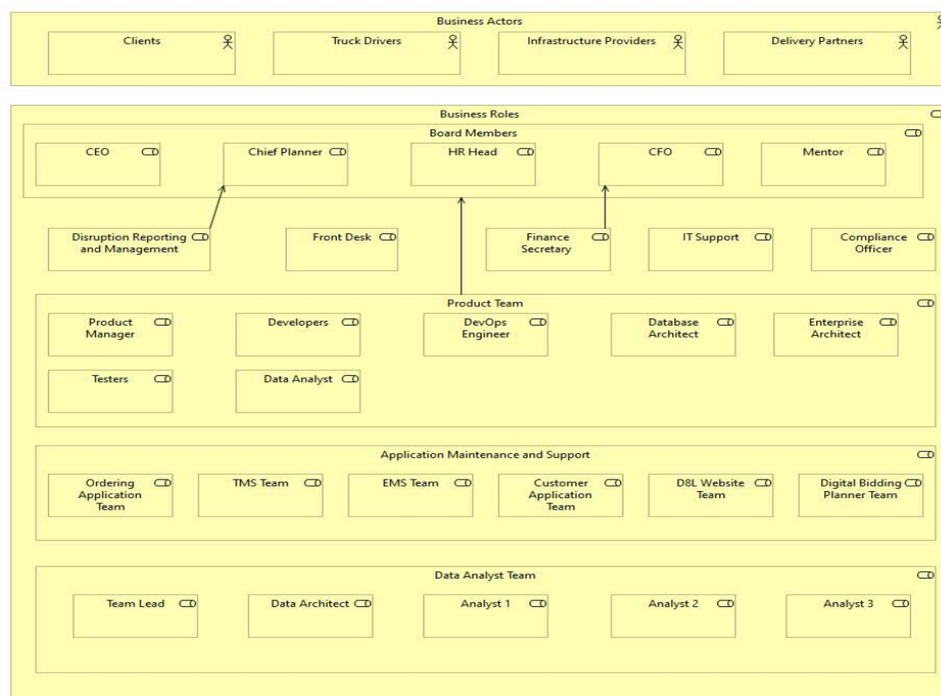 Business Actors
Clients
Truck Drivers
Infrastructure Providers
Delivery Partners
Business Roles
Board Members
CEO
Chief Planner
HR Head
CFO
Mentor
Disruption Reporting
and Management
Front Desk
Finance
Secretary
IT Support
Compliance
Officer
Product Team
Product
Manager
Developers
DevOps
Engineer
Database
Architect
Enterprise
Architect
Testers
Data Analyst
Application Maintenance and Support
Ordering
Application
Team
TMS Team
EMS Team
Customer
Application
Team
D8L Website
Team
Digital Bidding
Planner Team
Data Analyst Team
Team Lead
Data Architect
Analyst 1
Analyst 2
Analyst 3